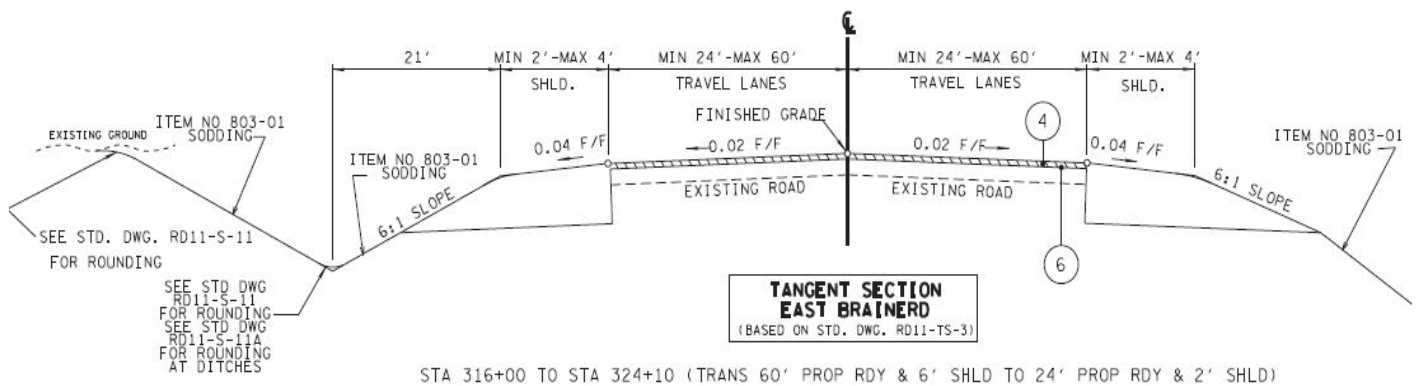 ℄
21'
MIN 2'-MAX 4'
MIN 24'-MAX 60'
MIN 24'-MAX 60'
MIN 2'-MAX 4'
SHLD.
TRAVEL LANES
TRAVEL LANES
SHLD.
ITEM NO 803-01
SODDING
EXISTING GROUND
FINISHED GRADE
4
ITEM NO 803-01
SODDING
0.04 F/F
0.02 F/F
0.02 F/F
0.04 F/F
ITEM NO 803-01
SODDING
EXISTING ROAD
EXISTING ROAD
6:1 SLOPE
6:1 SLOPE
SEE STD. DWG. RD11-S-11
FOR ROUNDING
6
SEE STD DWG
RD11-S-11
FOR ROUNDING
SEE STD DWG
RD11-S-11A
FOR ROUNDING
AT DITCHES
TANGENT SECTION
EAST BRAINERD
(BASED ON STD. DWG. RD11-TS-3)
STA 316+00 TO STA 324+10 (TRANS 60' PROP RDY & 6' SHLD TO 24' PROP RDY & 2' SHLD)